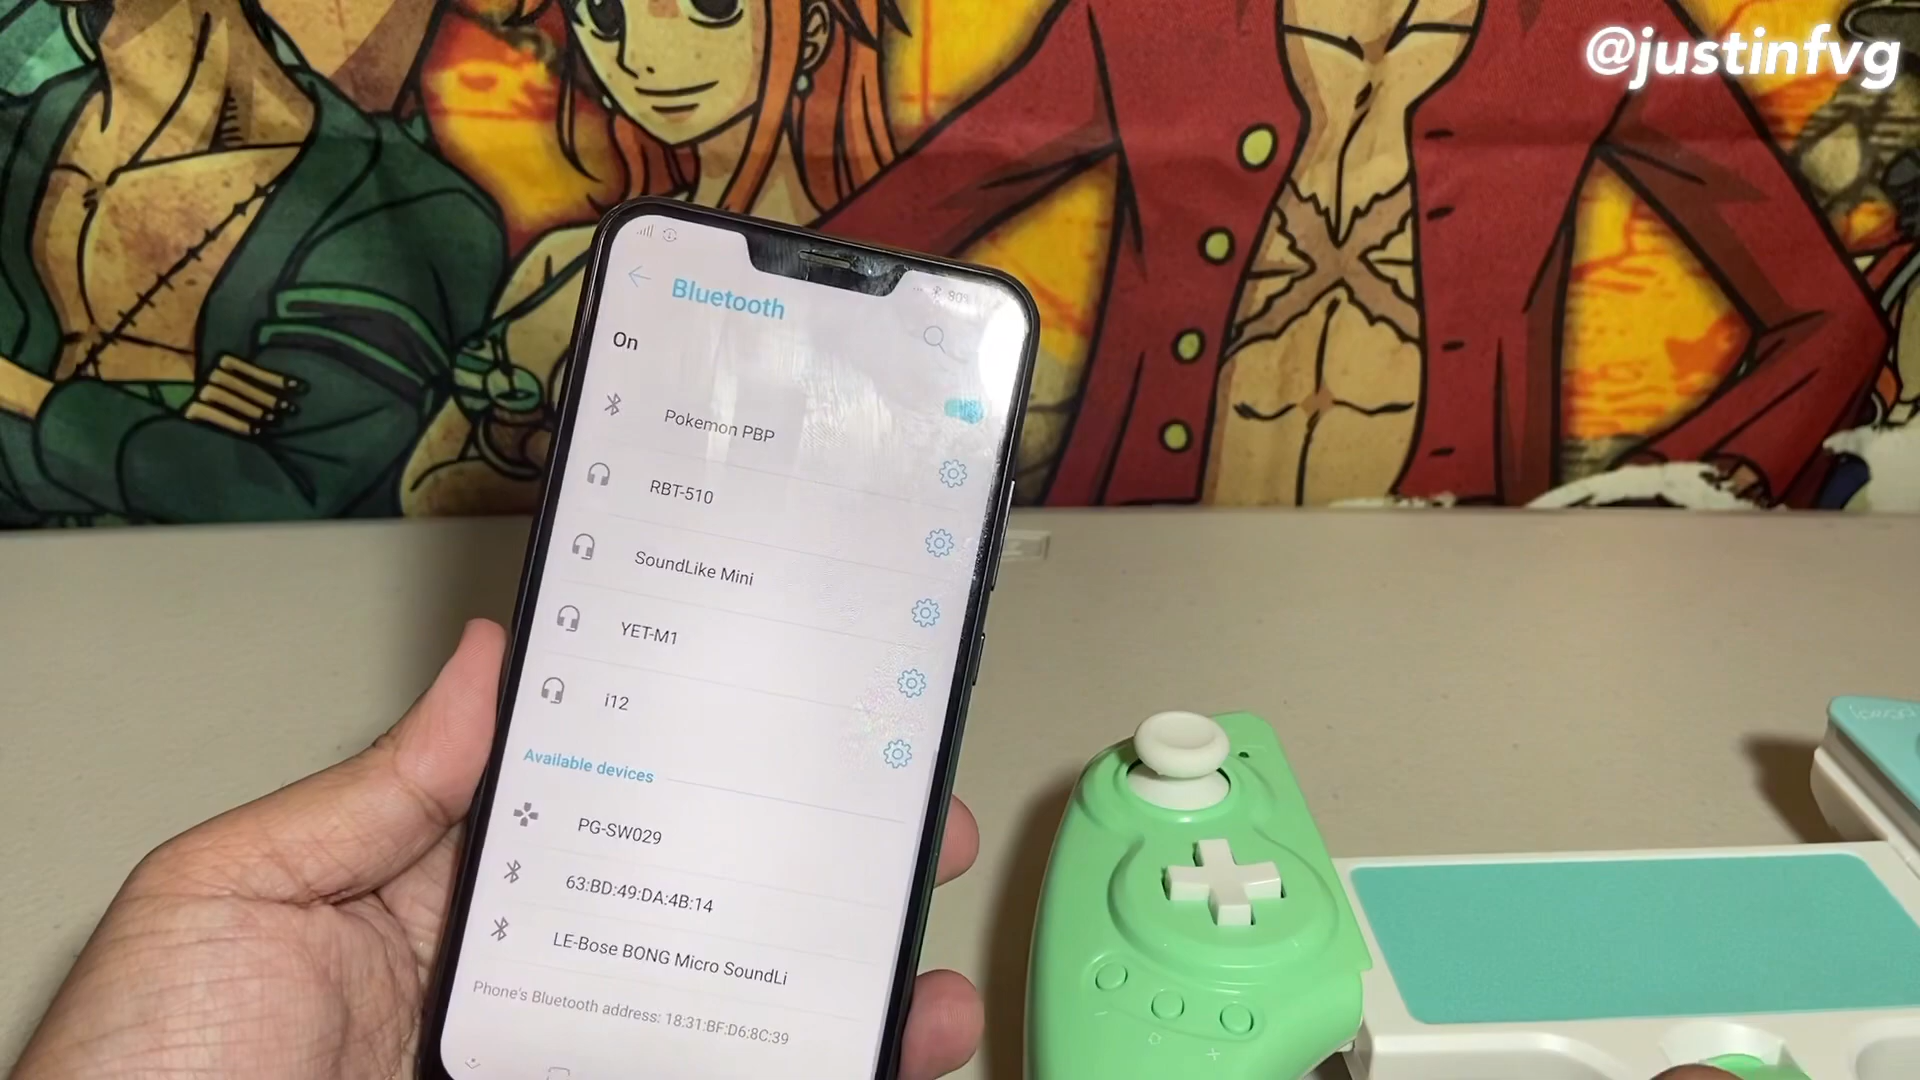 @justinfvg
90%
Bluetooth
On
Pokemon PBP
RBT-510
SoundLike Mini
YET-M1
i12
Available devices
PG-SW029
63:BD:49:DA:4B:14
LE-Bose BONG Micro SoundLi
Phone's Bluetooth address: 18:31:BF:D6:8C:39